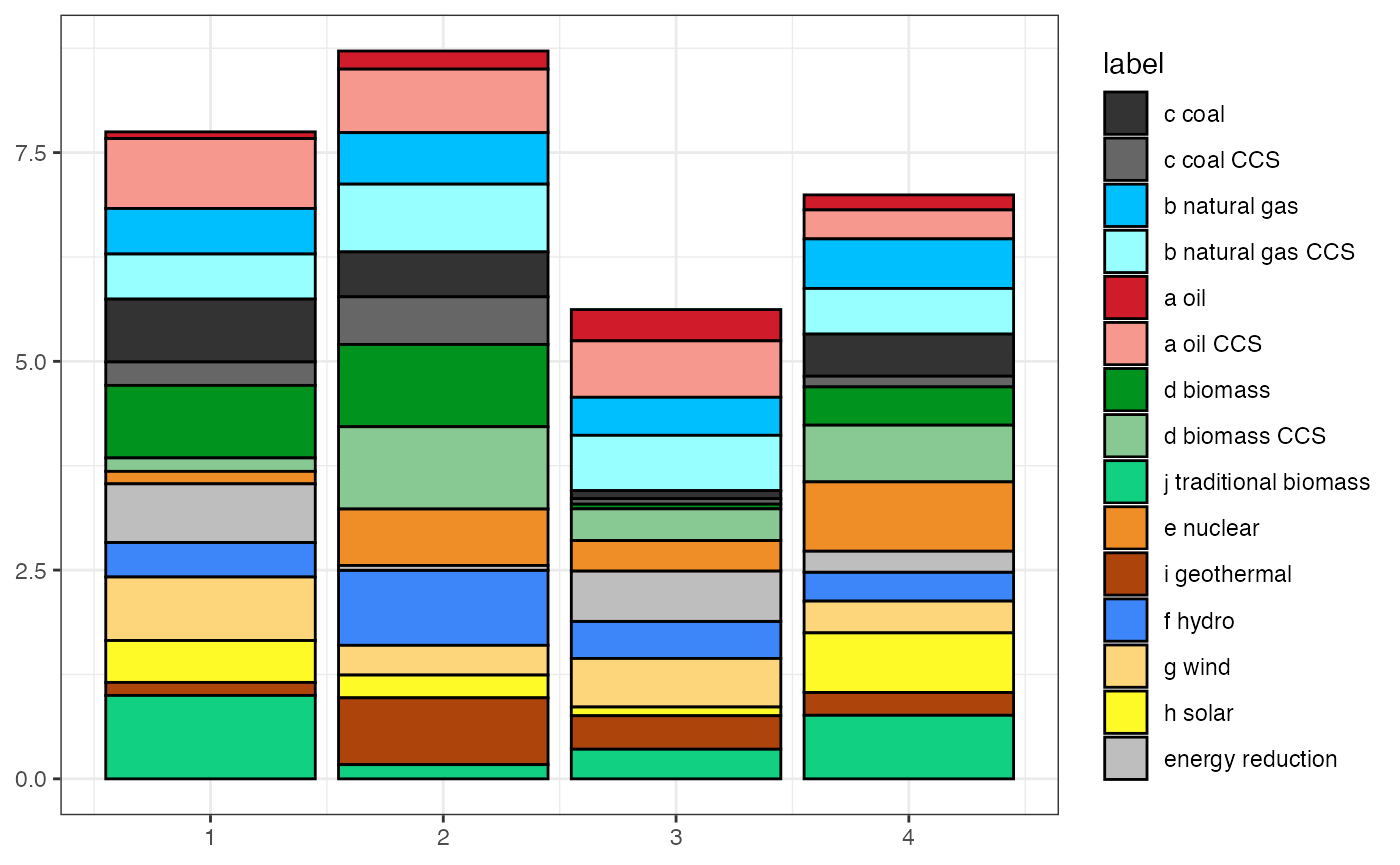 label
c coal
c coal CCS
b natural gas
b natural gas CCS
a oil
a oil CCS
d biomass
d biomass CCS
j traditional biomass
e nuclear
i geothermal
f hydro
g wind
h solar
energy reduction
7.5
5.0
2.5
0.0
1 2 3 4